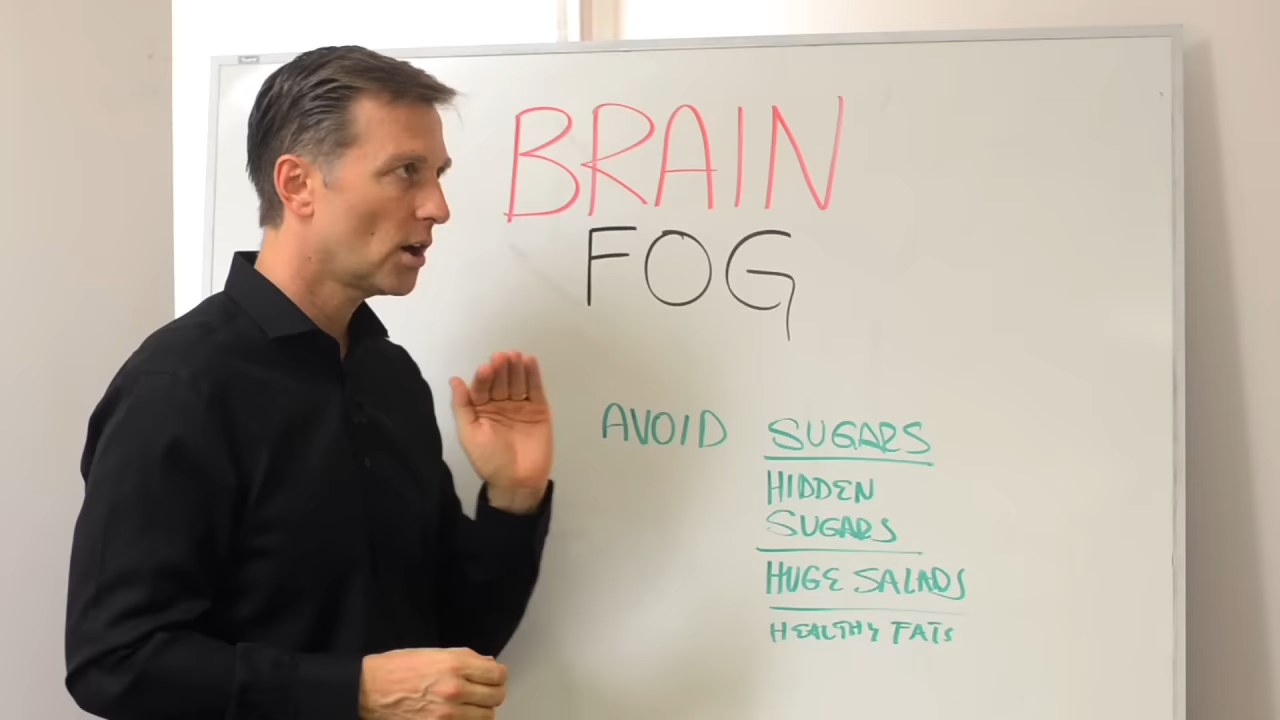 BRAIN
FOG
AVOID SUGARS
HIDDEN
SUGARS
HUGE SALADS
HEALTHY FATS